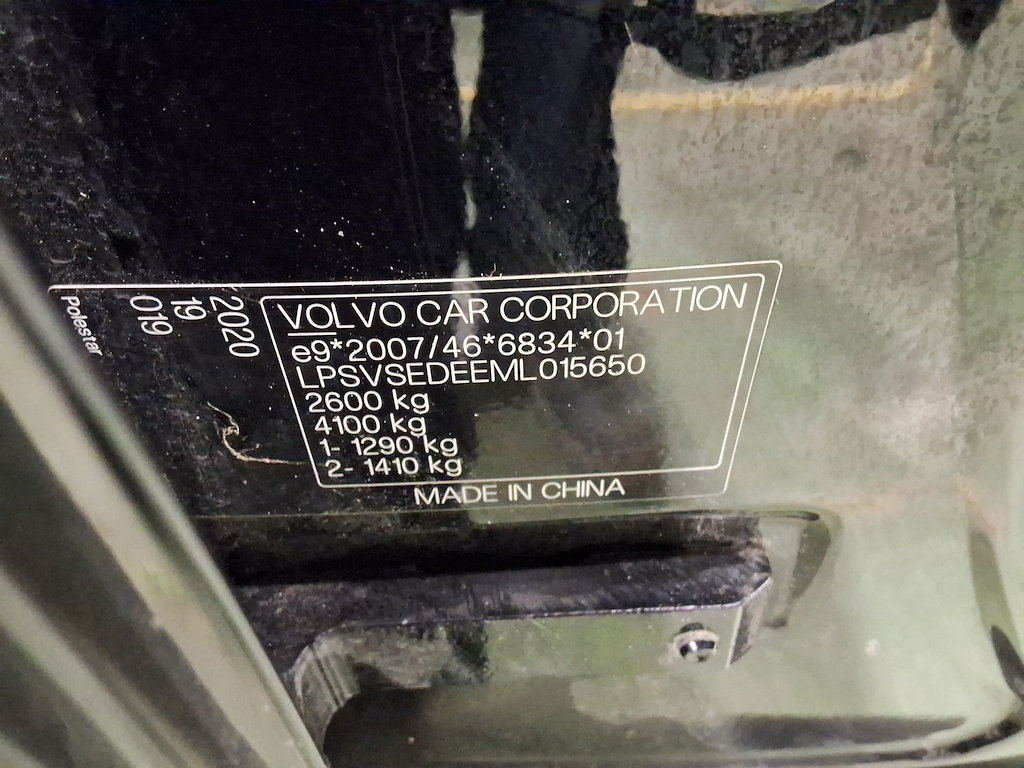 VOLVO CAR CORPORATION
e9*2007/46*6834*01
LPSVSEDEEML015650
2600 kg
4100 kg
1- 1290 kg
2- 1410 kg
MADE IN CHINA
2020
19
019
Polestar